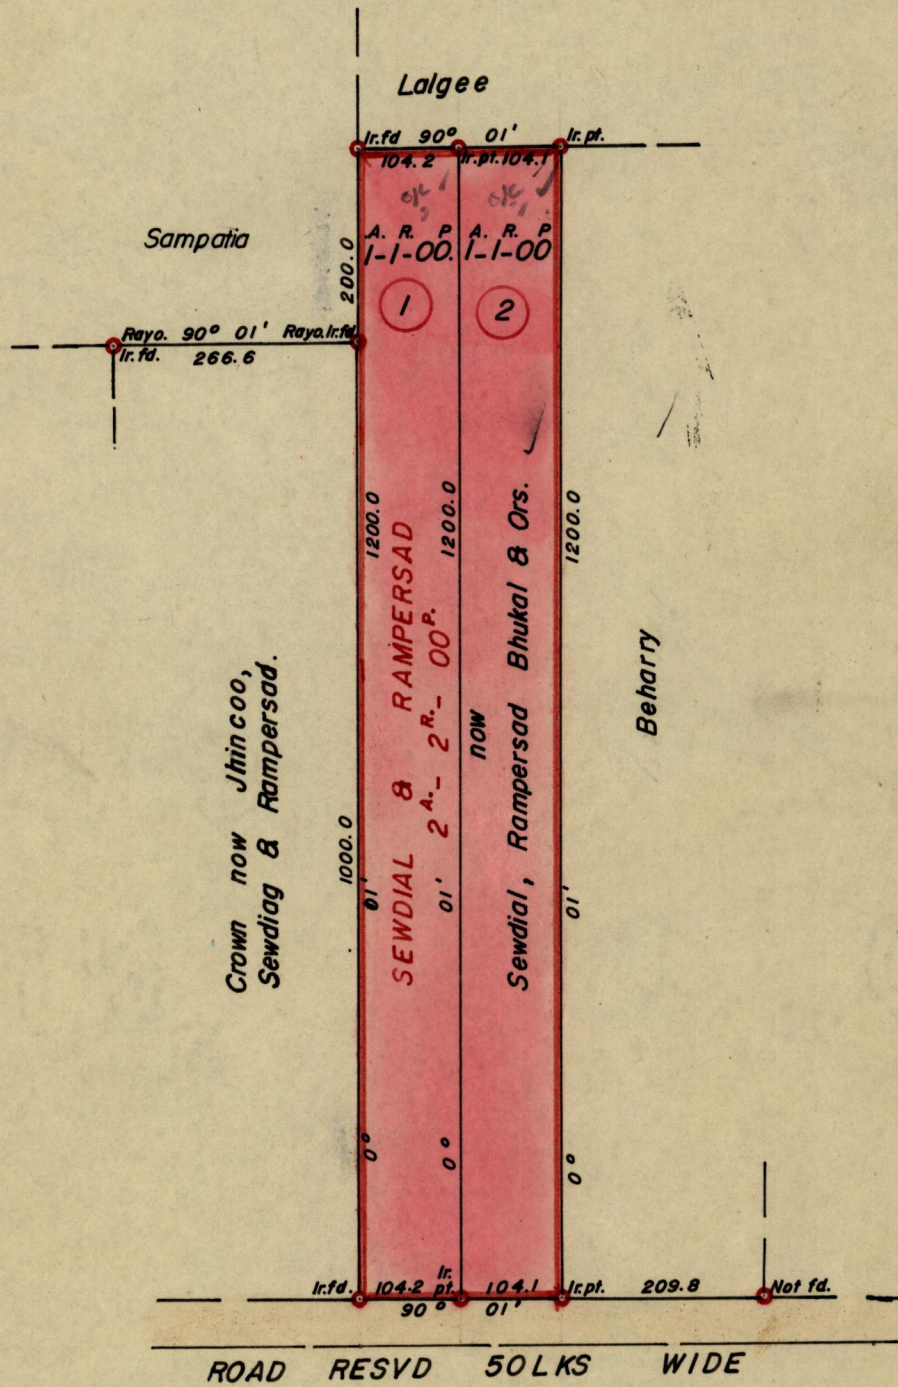 Lalgee
Ir.fd 90° 01' Ir.pt.
104.2 Ir.pt. 104.1
A. R. P A. R. P
1-1-00. 1-1-00
1 2
Sampatia
200.0
Rayo. 90° 01' Rayo.Ir.fd
Ir.fd. 266.6
1200.0
1200.0
1200.0
Crown now Jhincoo,
Sewdiag & Rampersad.
1000.0
SEWDIAL & RAMPERSAD
2A.- 2R.- 00P.
now
Sewdial, Rampersad Bhukal & Ors.
Beharry
0° 01'
0° 01'
0° 01'
Ir.fd. 104.2 Ir.pt. 104.1 Ir.pt. 209.8 Not fd.
90° 01'
ROAD RESVD 50LKS WIDE